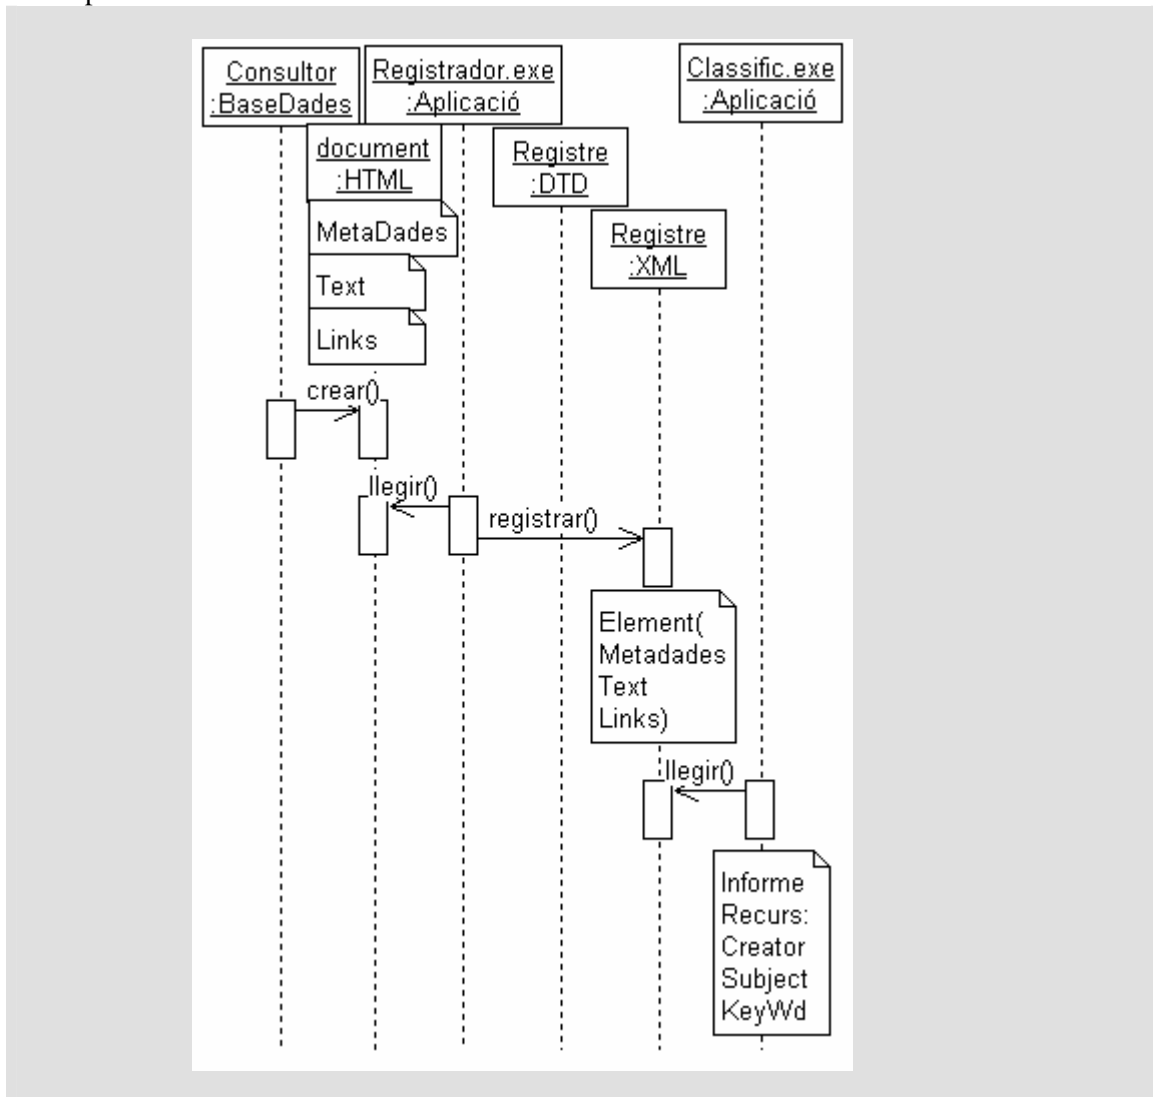 Consultor
:BaseDades
Registrador.exe
:Aplicació
Classific.exe
:Aplicació
document
:HTML
Registre
:DTD
MetaDades
Registre
:XML
Text
Links
crear()
llegir()
registrar()
Element(
Metadades
Text
Links)
llegir()
Informe
Recurs:
Creator
Subject
KeyWd